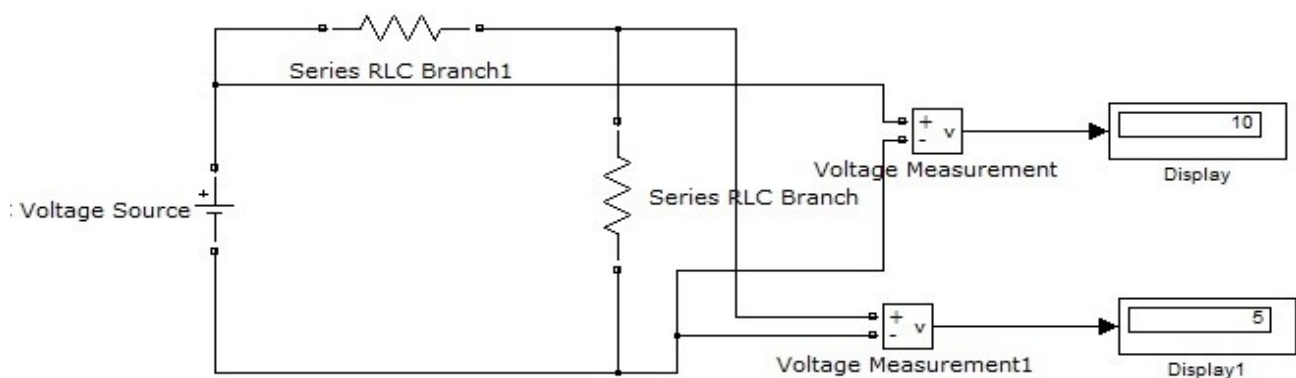 Series RLC Branch1
+
-
v
10
Voltage Measurement
Display
+
Voltage Source
Series RLC Branch
+
-
v
5
Voltage Measurement1
Display1